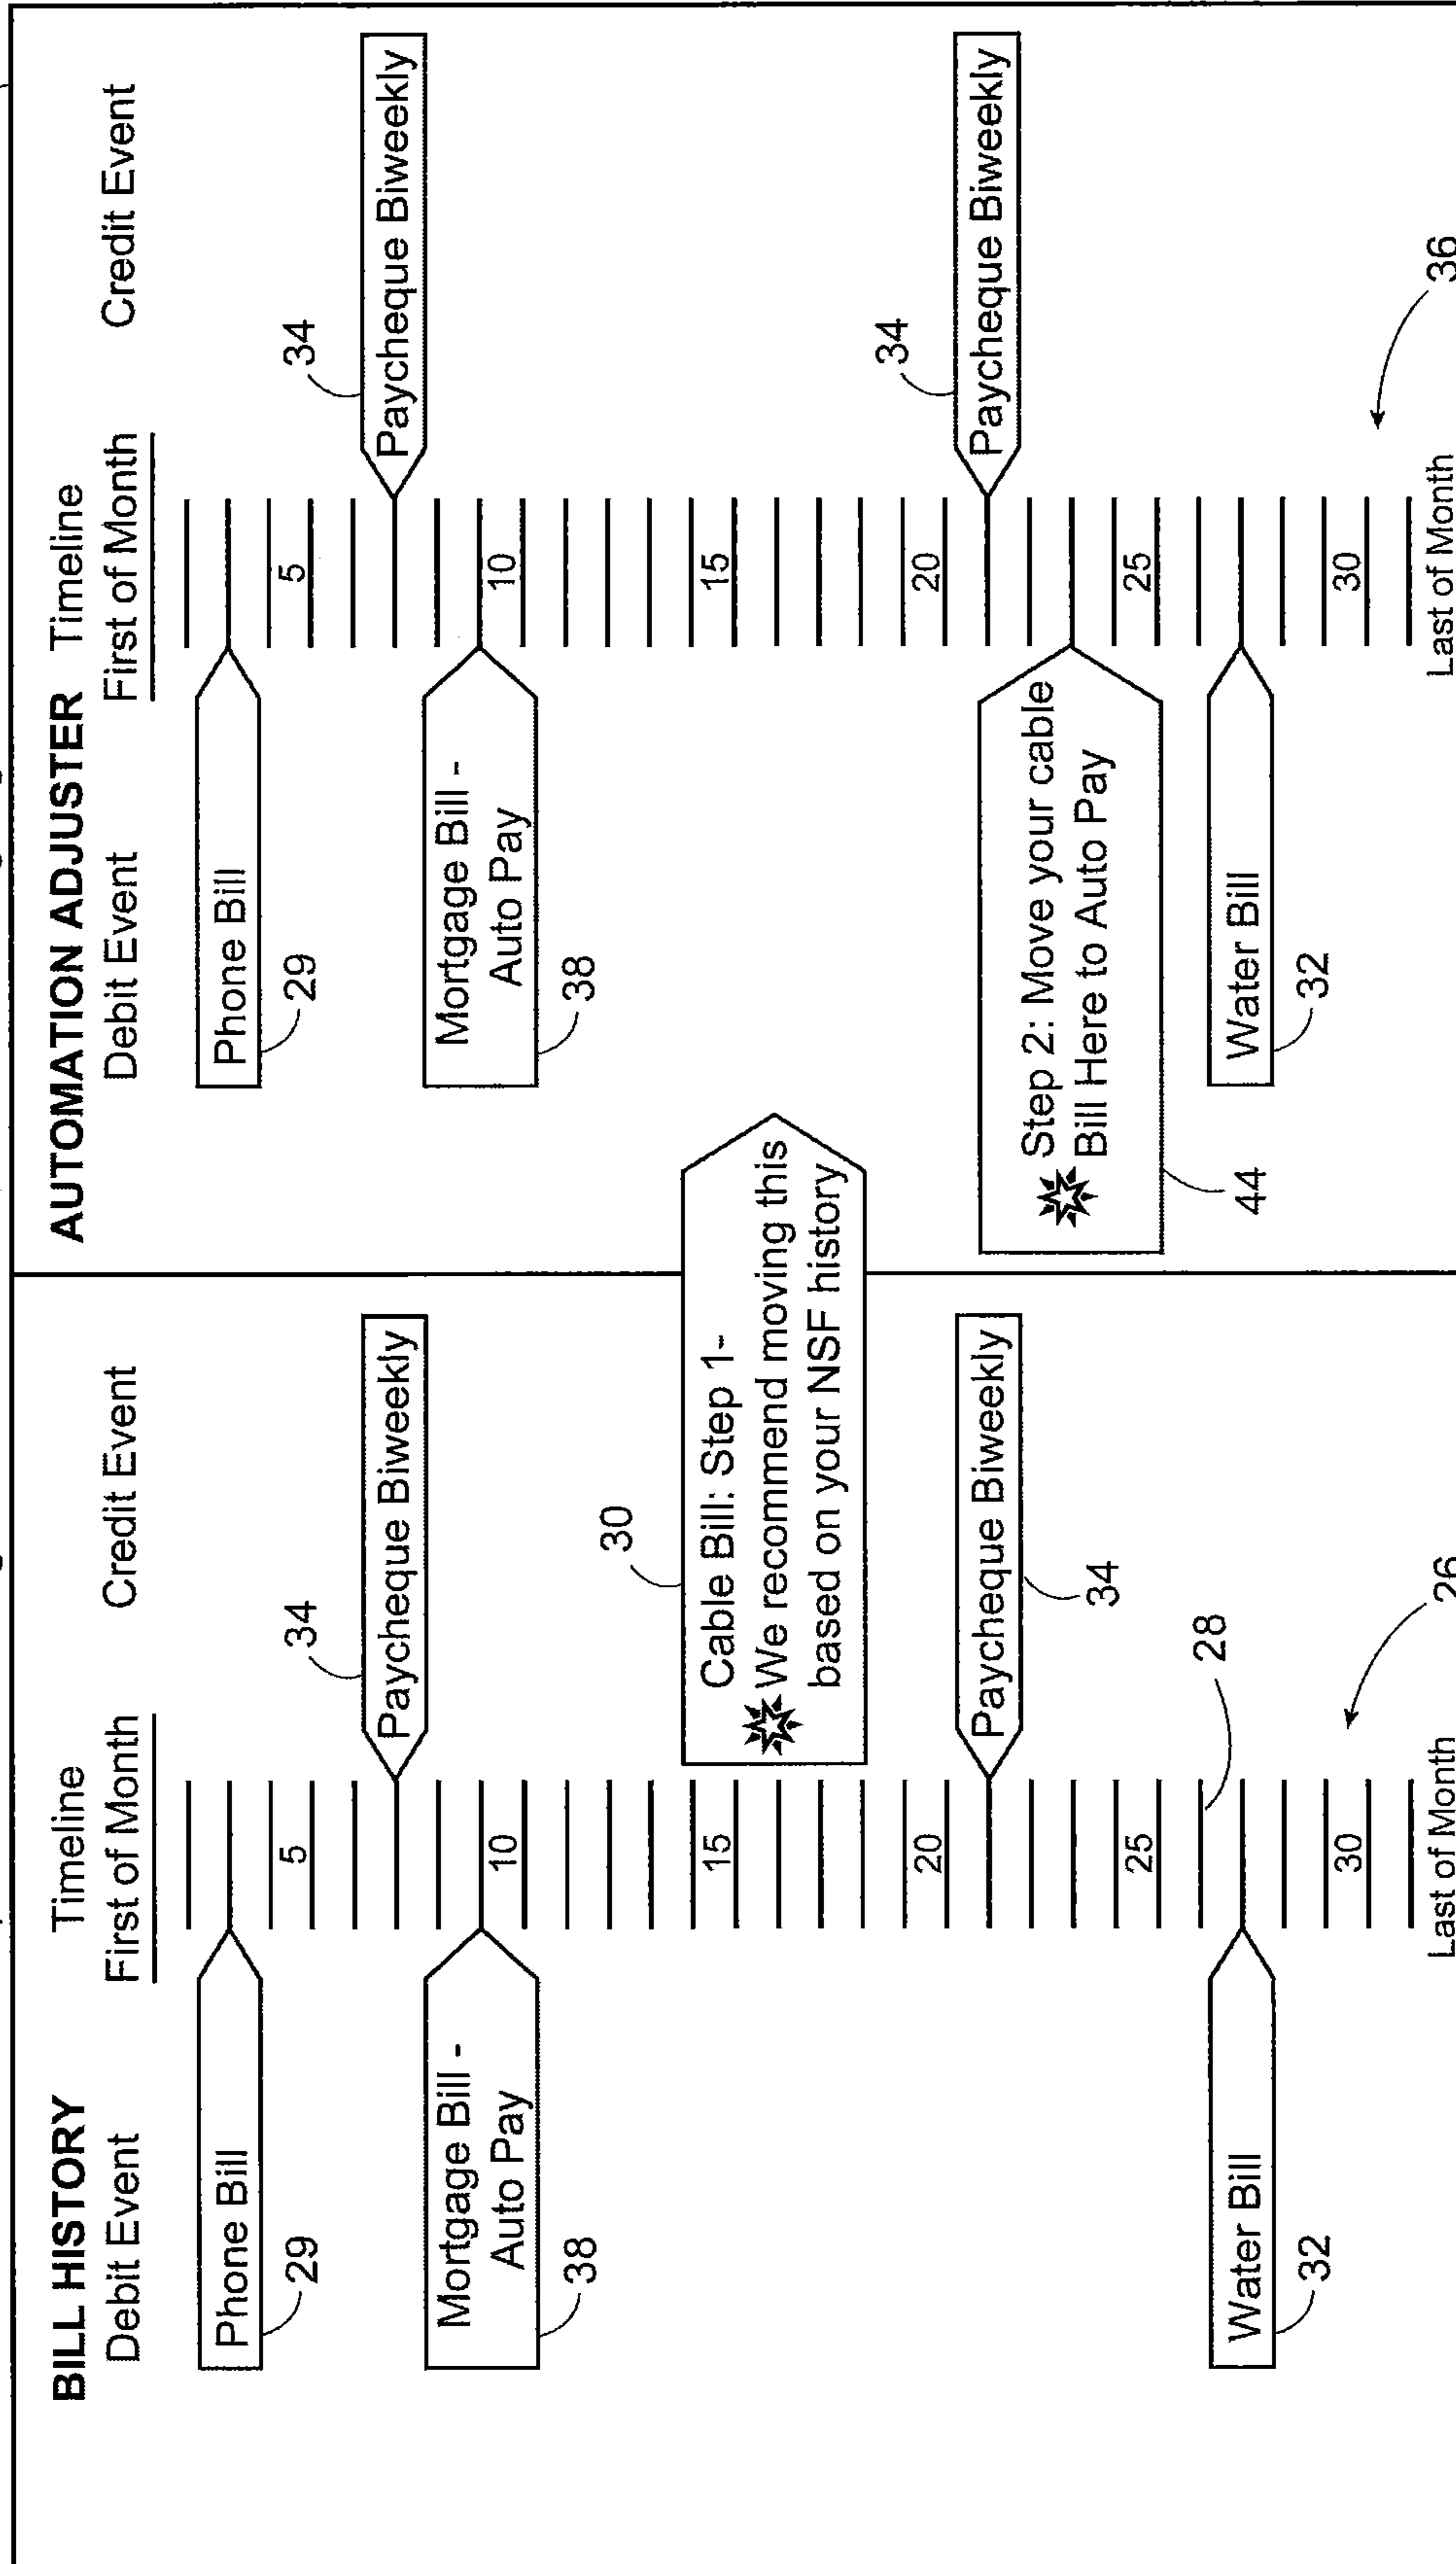 BILL HISTORY
Debit Event
Timeline
First of Month
Credit Event
Phone Bill
29
5
34
Paycheque Biweekly
Mortgage Bill -
Auto Pay
38
10
15
30
Cable Bill: Step 1-
We recommend moving this
based on your NSF history
20
Paycheque Biweekly
34
25
28
Water Bill
32
30
Last of Month
26
AUTOMATION ADJUSTER
Debit Event
Timeline
First of Month
Credit Event
Phone Bill
29
5
34
Paycheque Biweekly
Mortgage Bill -
Auto Pay
38
10
15
20
34
Paycheque Biweekly
Step 2: Move your cable
Bill Here to Auto Pay
44
25
Water Bill
32
30
Last of Month
36